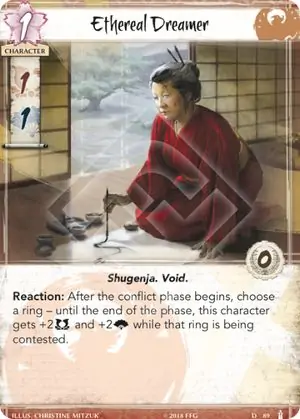 Ethereal Dreamer
1
CHARACTER
1
1
0
Shugenja. Void.
Reaction: After the conflict phase begins, choose
a ring – until the end of the phase, this character
gets +2 and +2 while that ring is being
contested.
ILLUS. CHRISTINE MITZUK © 2018 FFG D 89